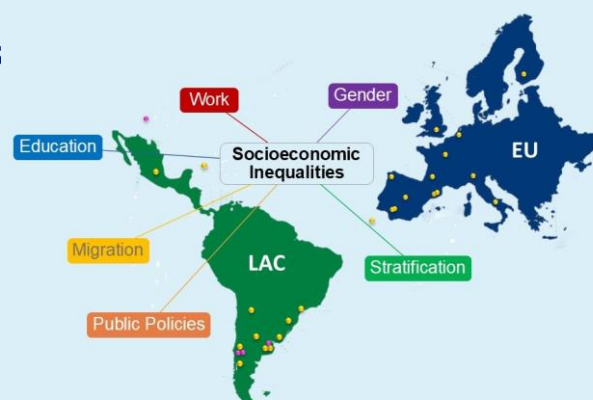 Work
Gender
Education
Socioeconomic
Inequalities
EU
Migration
LAC
Stratification
Public Policies